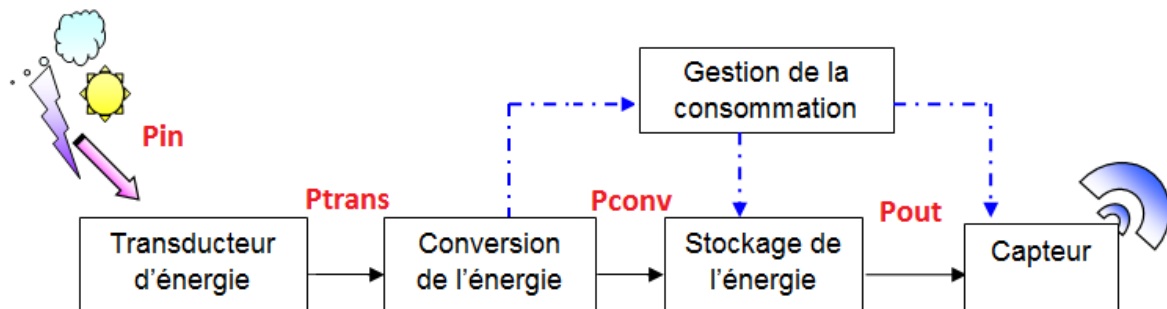 Gestion de la
consommation
Pin
Ptrans
Pconv
Pout
Transducteur
d'énergie
Conversion
de l'énergie
Stockage de
l'énergie
Capteur